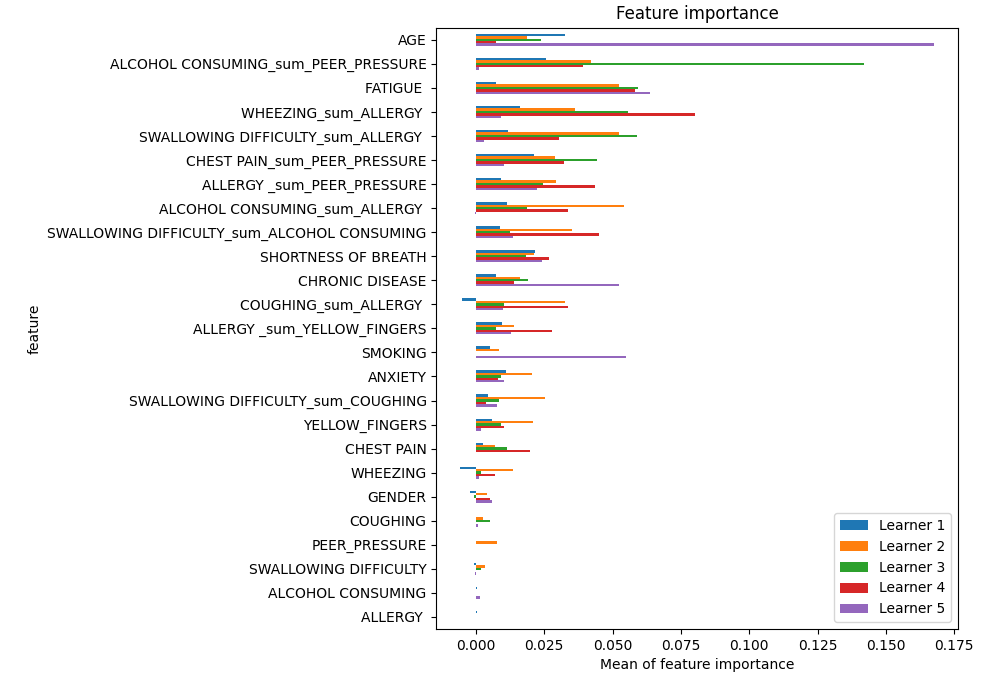 Feature importance
AGE
ALCOHOL CONSUMING_sum_PEER_PRESSURE
FATIGUE
WHEEZING_sum_ALLERGY
SWALLOWING DIFFICULTY_sum_ALLERGY
CHEST PAIN_sum_PEER_PRESSURE
ALLERGY _sum_PEER_PRESSURE
ALCOHOL CONSUMING_sum_ALLERGY
SWALLOWING DIFFICULTY_sum_ALCOHOL CONSUMING
SHORTNESS OF BREATH
CHRONIC DISEASE
COUGHING_sum_ALLERGY
ALLERGY _sum_YELLOW_FINGERS
SMOKING
ANXIETY
SWALLOWING DIFFICULTY_sum_COUGHING
YELLOW_FINGERS
CHEST PAIN
WHEEZING
GENDER
COUGHING
PEER_PRESSURE
SWALLOWING DIFFICULTY
ALCOHOL CONSUMING
ALLERGY
feature
Learner 1
Learner 2
Learner 3
Learner 4
Learner 5
0.000 0.025 0.050 0.075 0.100 0.125 0.150 0.175
Mean of feature importance